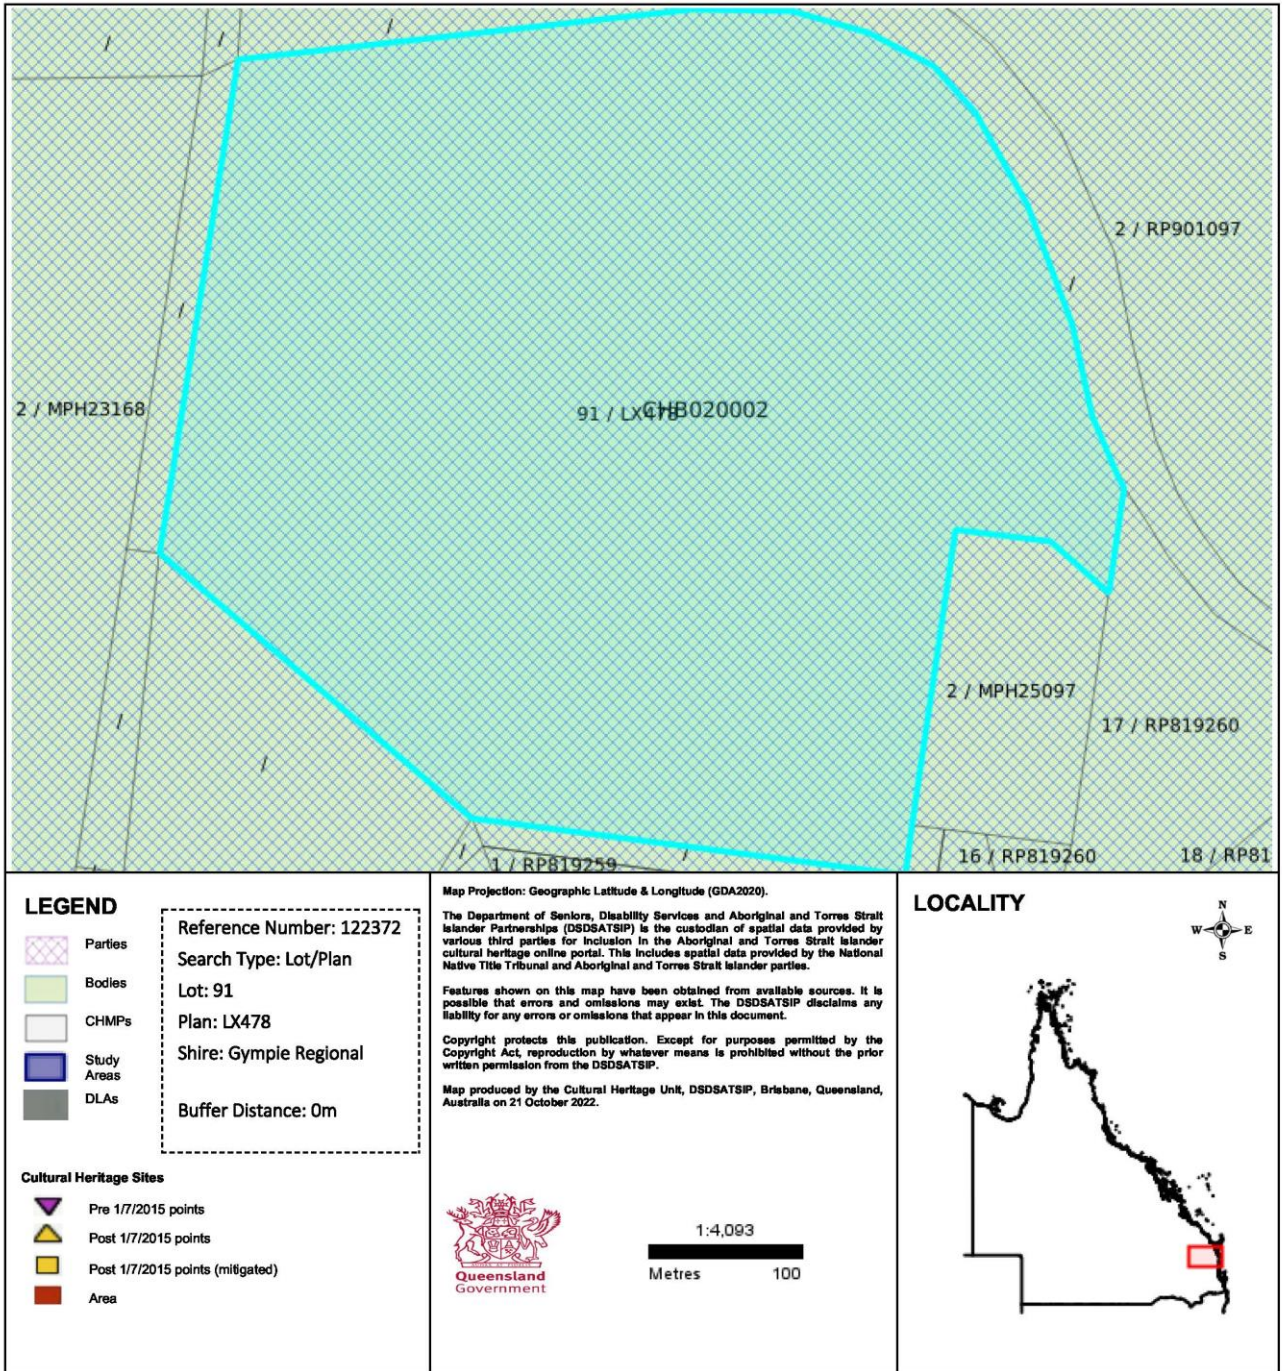 /
/
/
2 / RP901097
/
/
2 / MPH23168
91 / LX478
CHB020002
2 / MPH25097
17 / RP819260
/
/
/
/
1 / RP819259
16 / RP819260
18 / RP81
LEGEND
Parties
Bodies
CHMPs
Study
Areas
DLAs
Reference Number: 122372
Search Type: Lot/Plan
Lot: 91
Plan: LX478
Shire: Gympie Regional
Buffer Distance: 0m
Cultural Heritage Sites
Pre 1/7/2015 points
Post 1/7/2015 points
Post 1/7/2015 points (mitigated)
Area
Map Projection: Geographic Latitude & Longitude (GDA2020).
The Department of Seniors, Disability Services and Aboriginal and Torres Strait
Islander Partnerships (DSDSATSIP) is the custodian of spatial data provided by
various third parties for inclusion in the Aboriginal and Torres Strait Islander
cultural heritage online portal. This includes spatial data provided by the National
Native Title Tribunal and Aboriginal and Torres Strait Islander parties.
Features shown on this map have been obtained from available sources. It is
possible that errors and omissions may exist. The DSDSATSIP disclaims any
liability for any errors or omissions that appear in this document.
Copyright protects this publication. Except for purposes permitted by the
Copyright Act, reproduction by whatever means is prohibited without the prior
written permission from the DSDSATSIP.
Map produced by the Cultural Heritage Unit, DSDSATSIP, Brisbane, Queensland,
Australia on 21 October 2022.
Queensland
Government
1:4,093
Metres 100
LOCALITY
N
W E
S